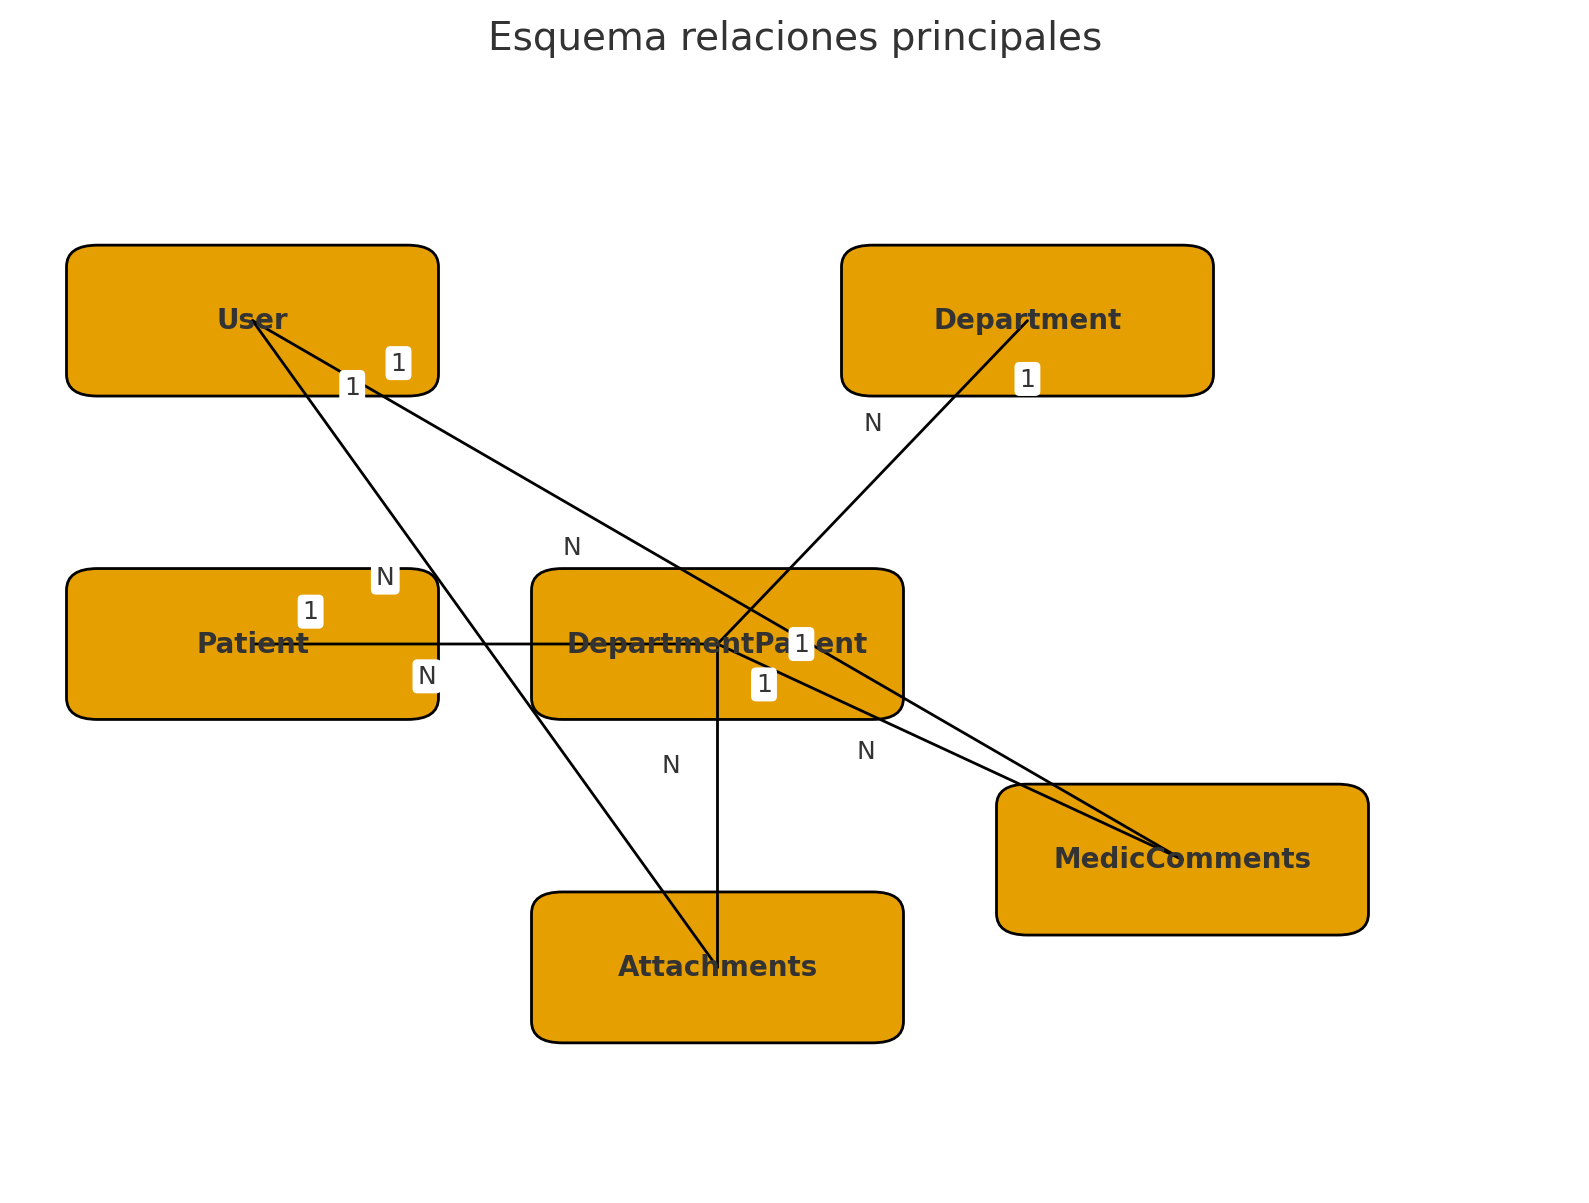 Esquema relaciones principales
User
Department
1
1
1
N
N
N
1
Patient
DepartmentPatient
1
N
1
N
N
MedicComments
Attachments